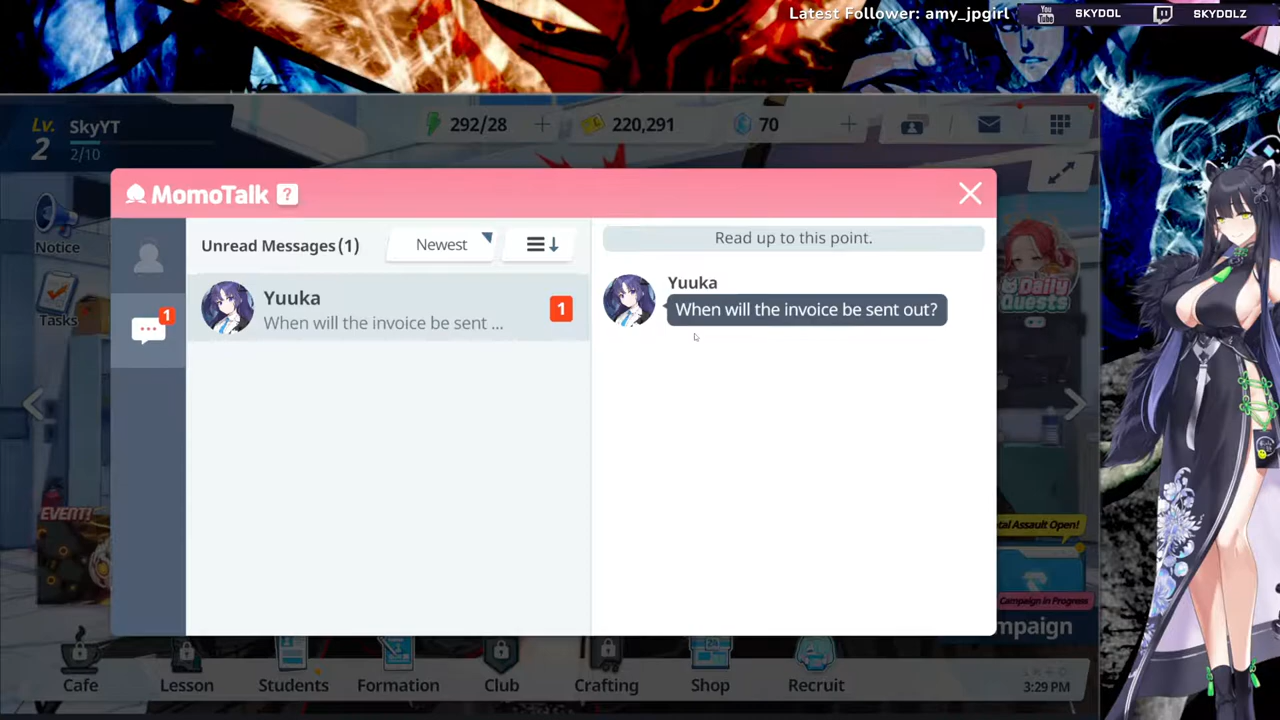 Latest Follower: amy_jpgirl
SKYDOL
SKYDOLZ
Lv. 2
SkyYT
2/10
292/28
220,291
70
MomoTalk ?
Notice
Tasks
Unread Messages (1)
Newest
Read up to this point.
1
Yuuka
When will the invoice be sent ...
1
Yuuka
When will the invoice be sent out?
Daily
Quests
EVENT!
tal Assault Open!
Campaign in Progress
mpaign
Cafe
Lesson
Students
Formation
Club
Crafting
Shop
Recruit
3:29 PM